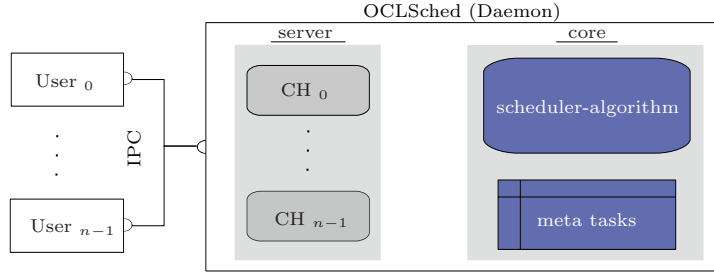 OCLSched (Daemon)
server
core
User 0
CH 0
scheduler-algorithm
IPC
User n−1
CH n−1
meta tasks